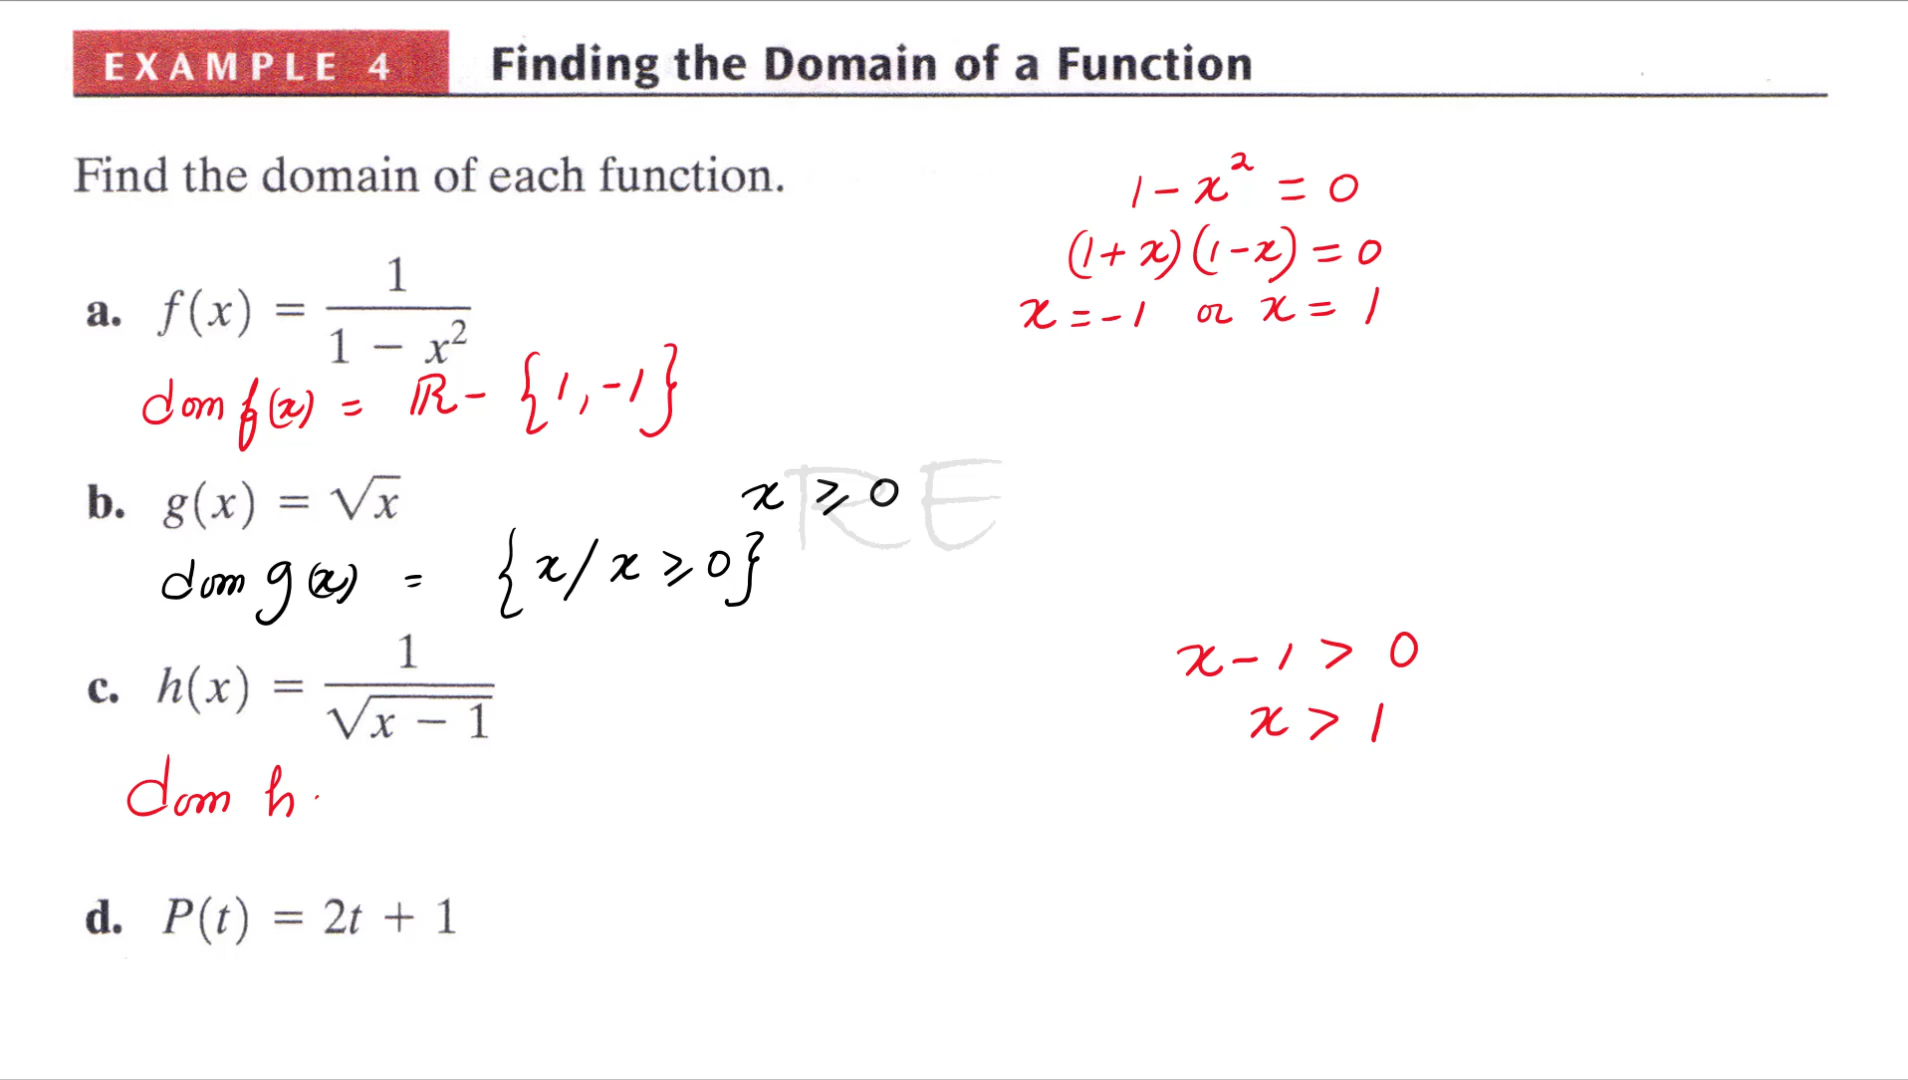 EXAMPLE 4 Finding the Domain of a Function
Find the domain of each function.
1 - x² = 0
(1 + x)(1 - x) = 0
x = -1 or x = 1
a. f(x) = 1 / (1 - x²)
dom f(x) = ℝ - {1, -1}
b. g(x) = √x
x ≥ 0
RE
dom g(x) = {x / x ≥ 0}
c. h(x) = 1 / √(x - 1)
x - 1 > 0
x > 1
dom h
d. P(t) = 2t + 1